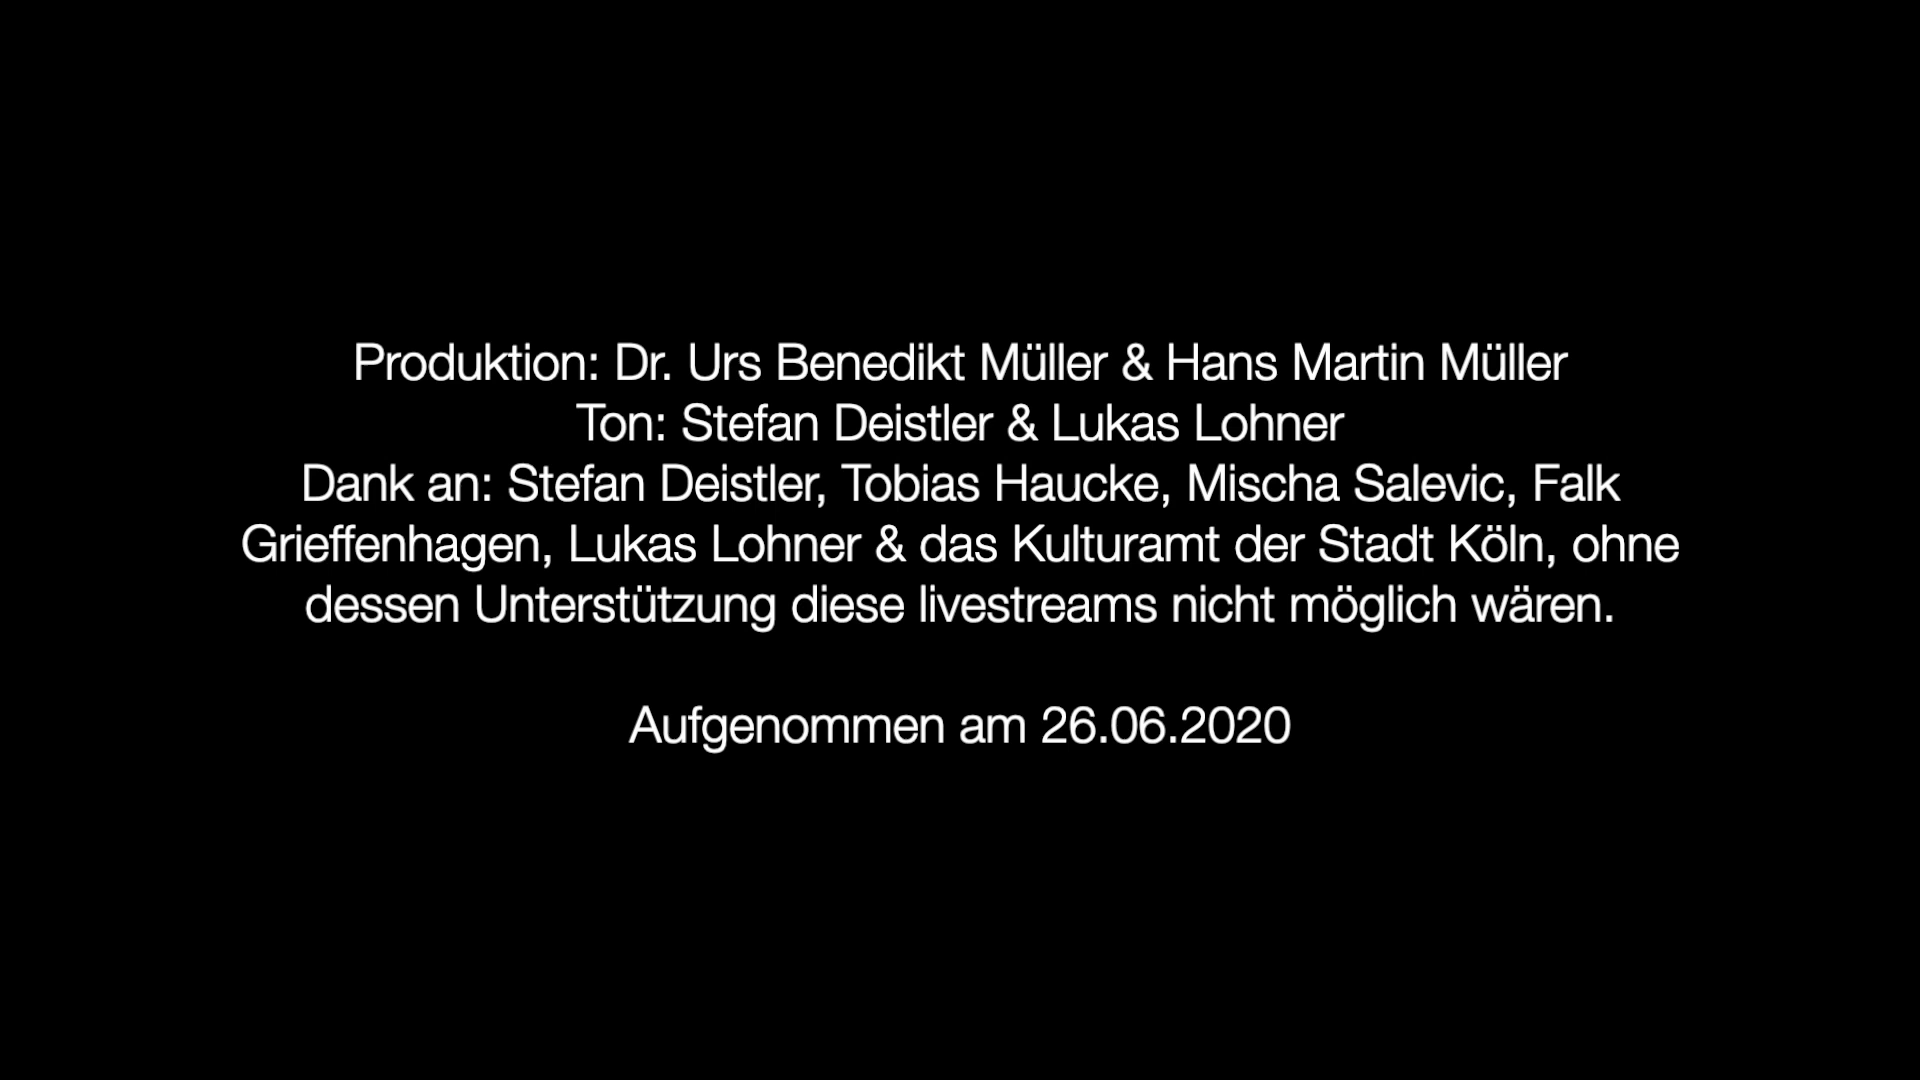 Produktion: Dr. Urs Benedikt Müller & Hans Martin Müller
Ton: Stefan Deistler & Lukas Lohner
Dank an: Stefan Deistler, Tobias Haucke, Mischa Salevic, Falk
Grieffenhagen, Lukas Lohner & das Kulturamt der Stadt Köln, ohne
dessen Unterstützung diese livestreams nicht möglich wären.
Aufgenommen am 26.06.2020